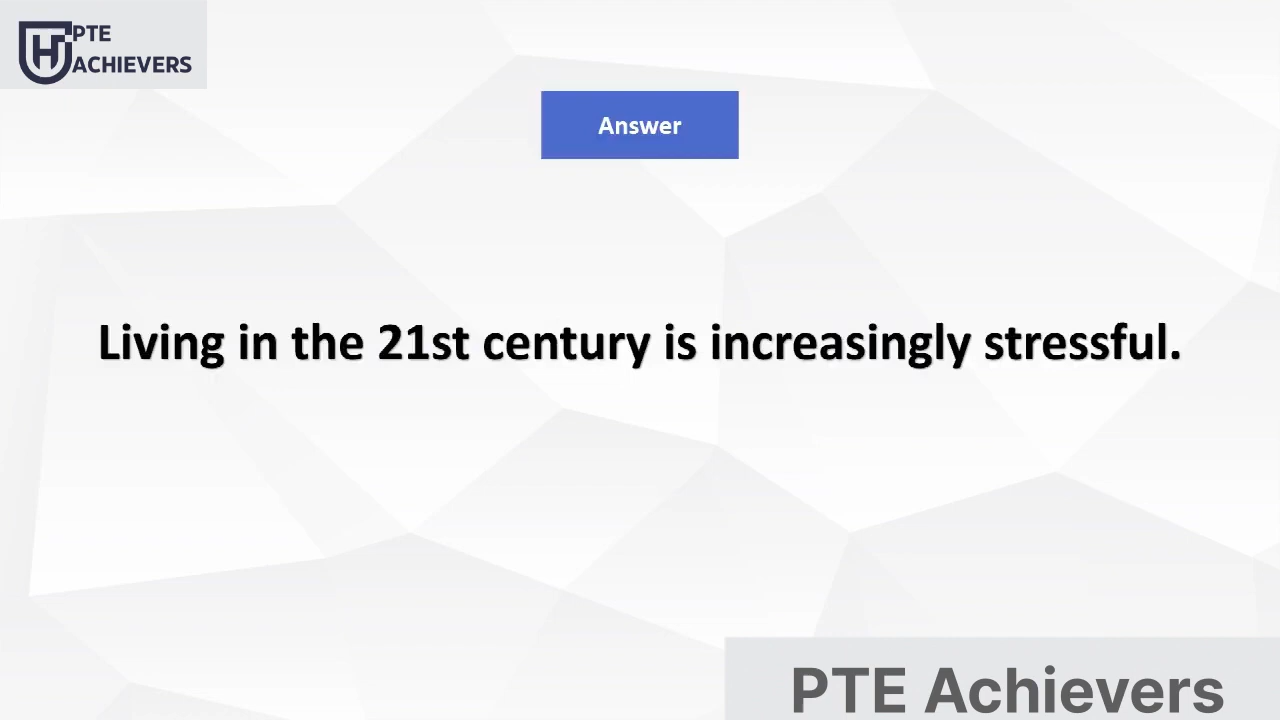 PTE
ACHIEVERS
Answer
Living in the 21st century is increasingly stressful.
PTE Achievers